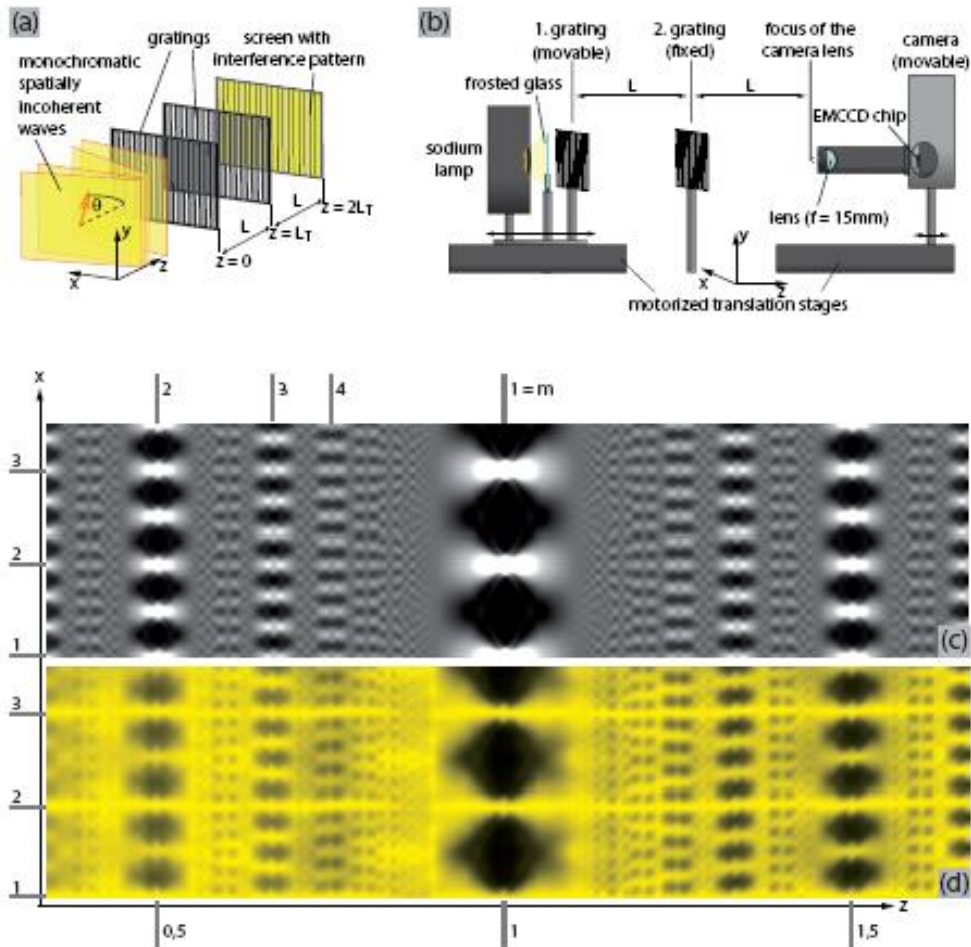 (a)
gratings
screen with
interference pattern
monochromatic
spatially
incoherent
waves
θ
y
x
z
L
L
z = 0
z = L_T
z = 2L_T
(b)
1. grating
(movable)
2. grating
(fixed)
focus of the
camera lens
camera
(movable)
frosted glass
L
L
EMCCD chip
sodium
lamp
lens (f = 15mm)
y
x
z
motorized translation stages
x
2
3
4
1 = m
3
2
1
(c)
3
2
1
(d)
z
0,5
1
1,5